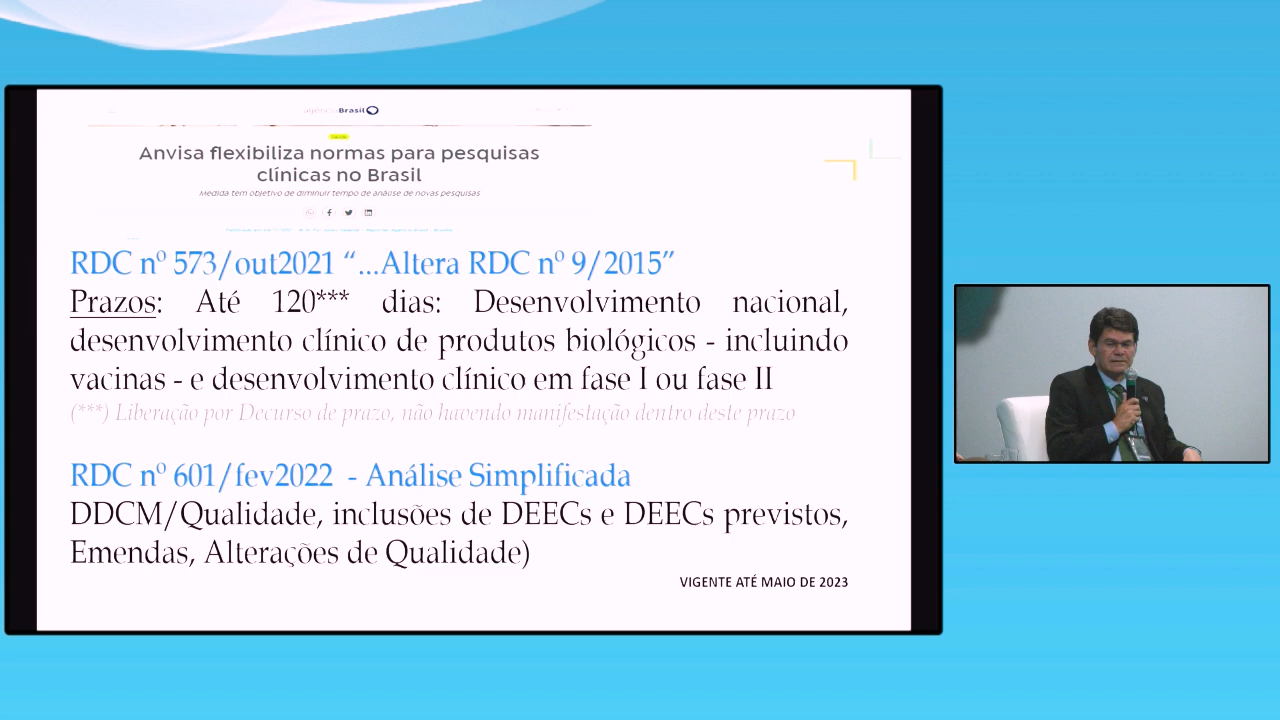 agênciaBrasil
Saúde
Anvisa flexibiliza normas para pesquisas
clínicas no Brasil
Medida tem objetivo de diminuir tempo de análise de novas pesquisas
RDC nº 573/out2021 “...Altera RDC nº 9/2015”
Prazos: Até 120*** dias: Desenvolvimento nacional,
desenvolvimento clínico de produtos biológicos - incluindo
vacinas - e desenvolvimento clínico em fase I ou fase II
(***) Liberação por Decurso de prazo, não havendo manifestação dentro deste prazo
RDC nº 601/fev2022 - Análise Simplificada
DDCM/Qualidade, inclusões de DEECs e DEECs previstos,
Emendas, Alterações de Qualidade)
VIGENTE ATÉ MAIO DE 2023